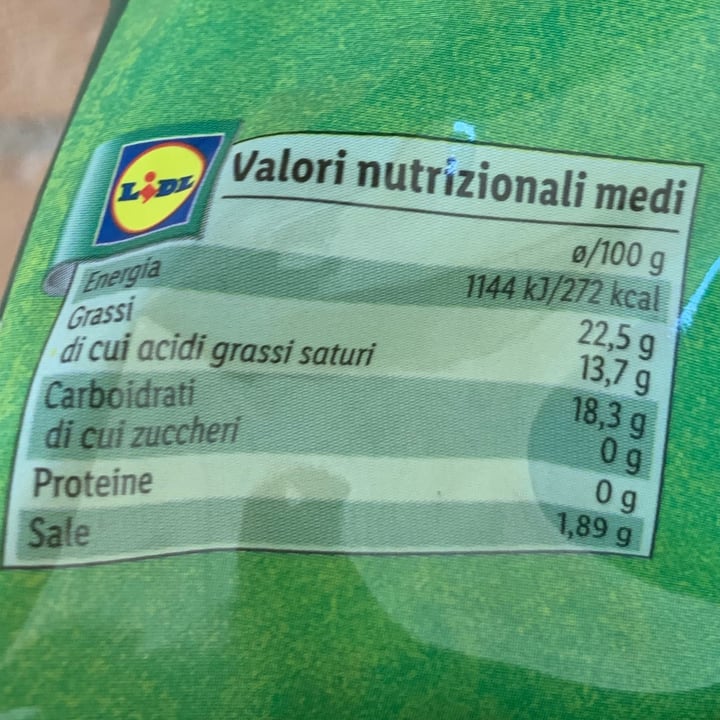 LIDL
Valori nutrizionali medi
ø/100 g
Energia 1144 kJ/272 kcal
Grassi 22,5 g
di cui acidi grassi saturi 13,7 g
Carboidrati 18,3 g
di cui zuccheri 0 g
Proteine 0 g
Sale 1,89 g